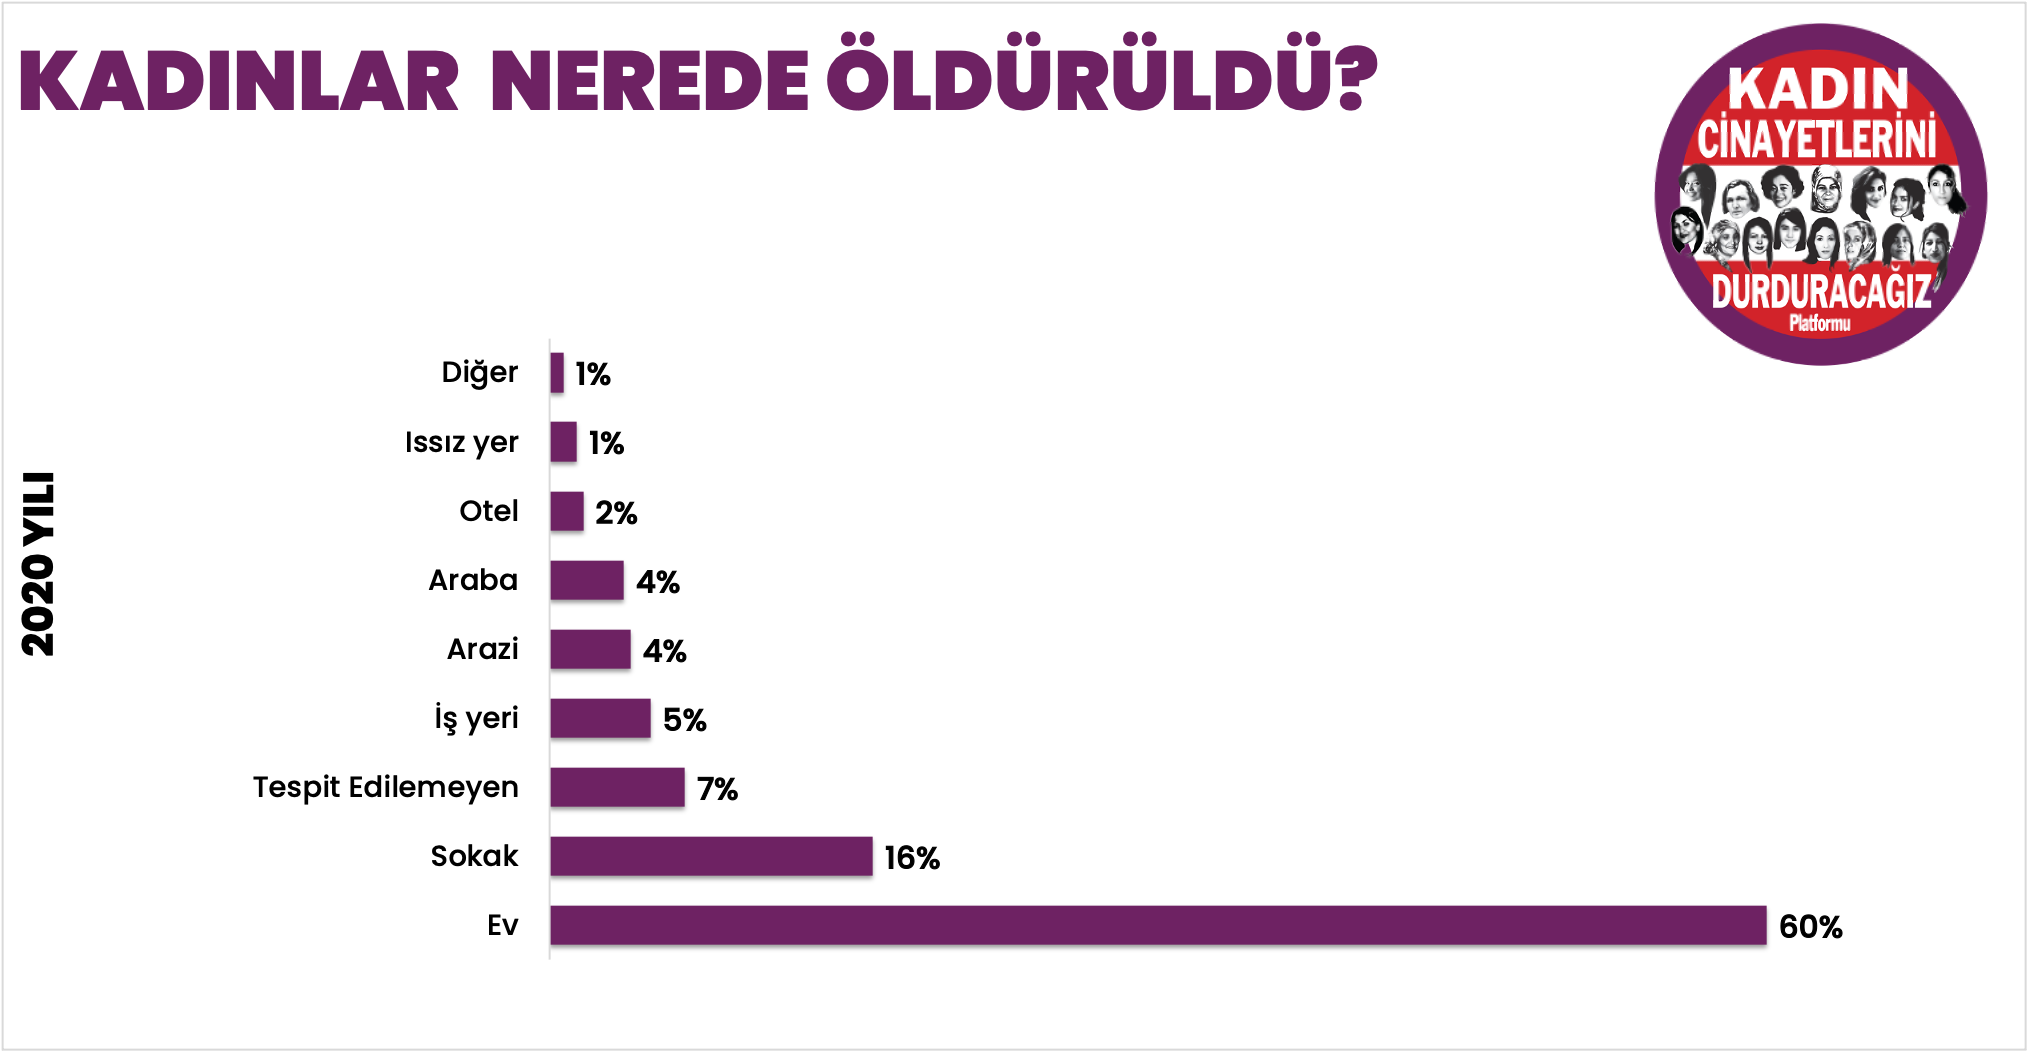 KADINLAR NEREDE ÖLDÜRÜLDÜ?
KADIN
CİNAYETLERİNİ
DURDURACAĞIZ
Platformu
2020 YILI
Diğer 1%
Issız yer 1%
Otel 2%
Araba 4%
Arazi 4%
İş yeri 5%
Tespit Edilemeyen 7%
Sokak 16%
Ev 60%